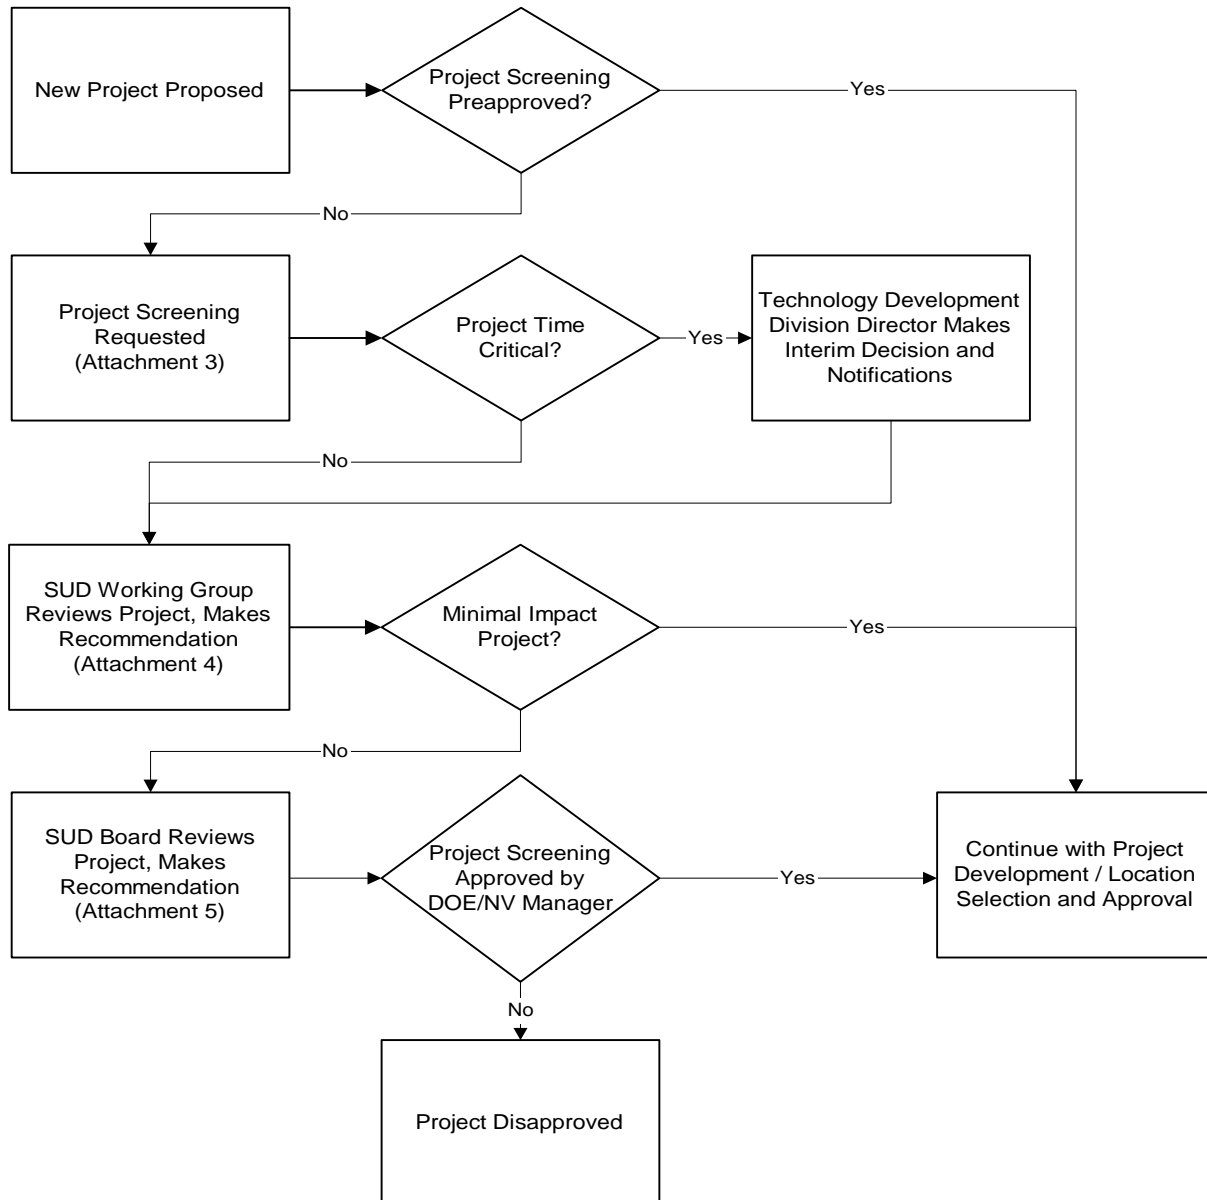 New Project Proposed
Project Screening
Preapproved?
Yes
No
Project Screening
Requested
(Attachment 3)
Project Time
Critical?
Yes
Technology Development
Division Director Makes
Interim Decision and
Notifications
No
SUD Working Group
Reviews Project, Makes
Recommendation
(Attachment 4)
Minimal Impact
Project?
Yes
No
SUD Board Reviews
Project, Makes
Recommendation
(Attachment 5)
Project Screening
Approved by
DOE/NV Manager
Yes
Continue with Project
Development / Location
Selection and Approval
No
Project Disapproved